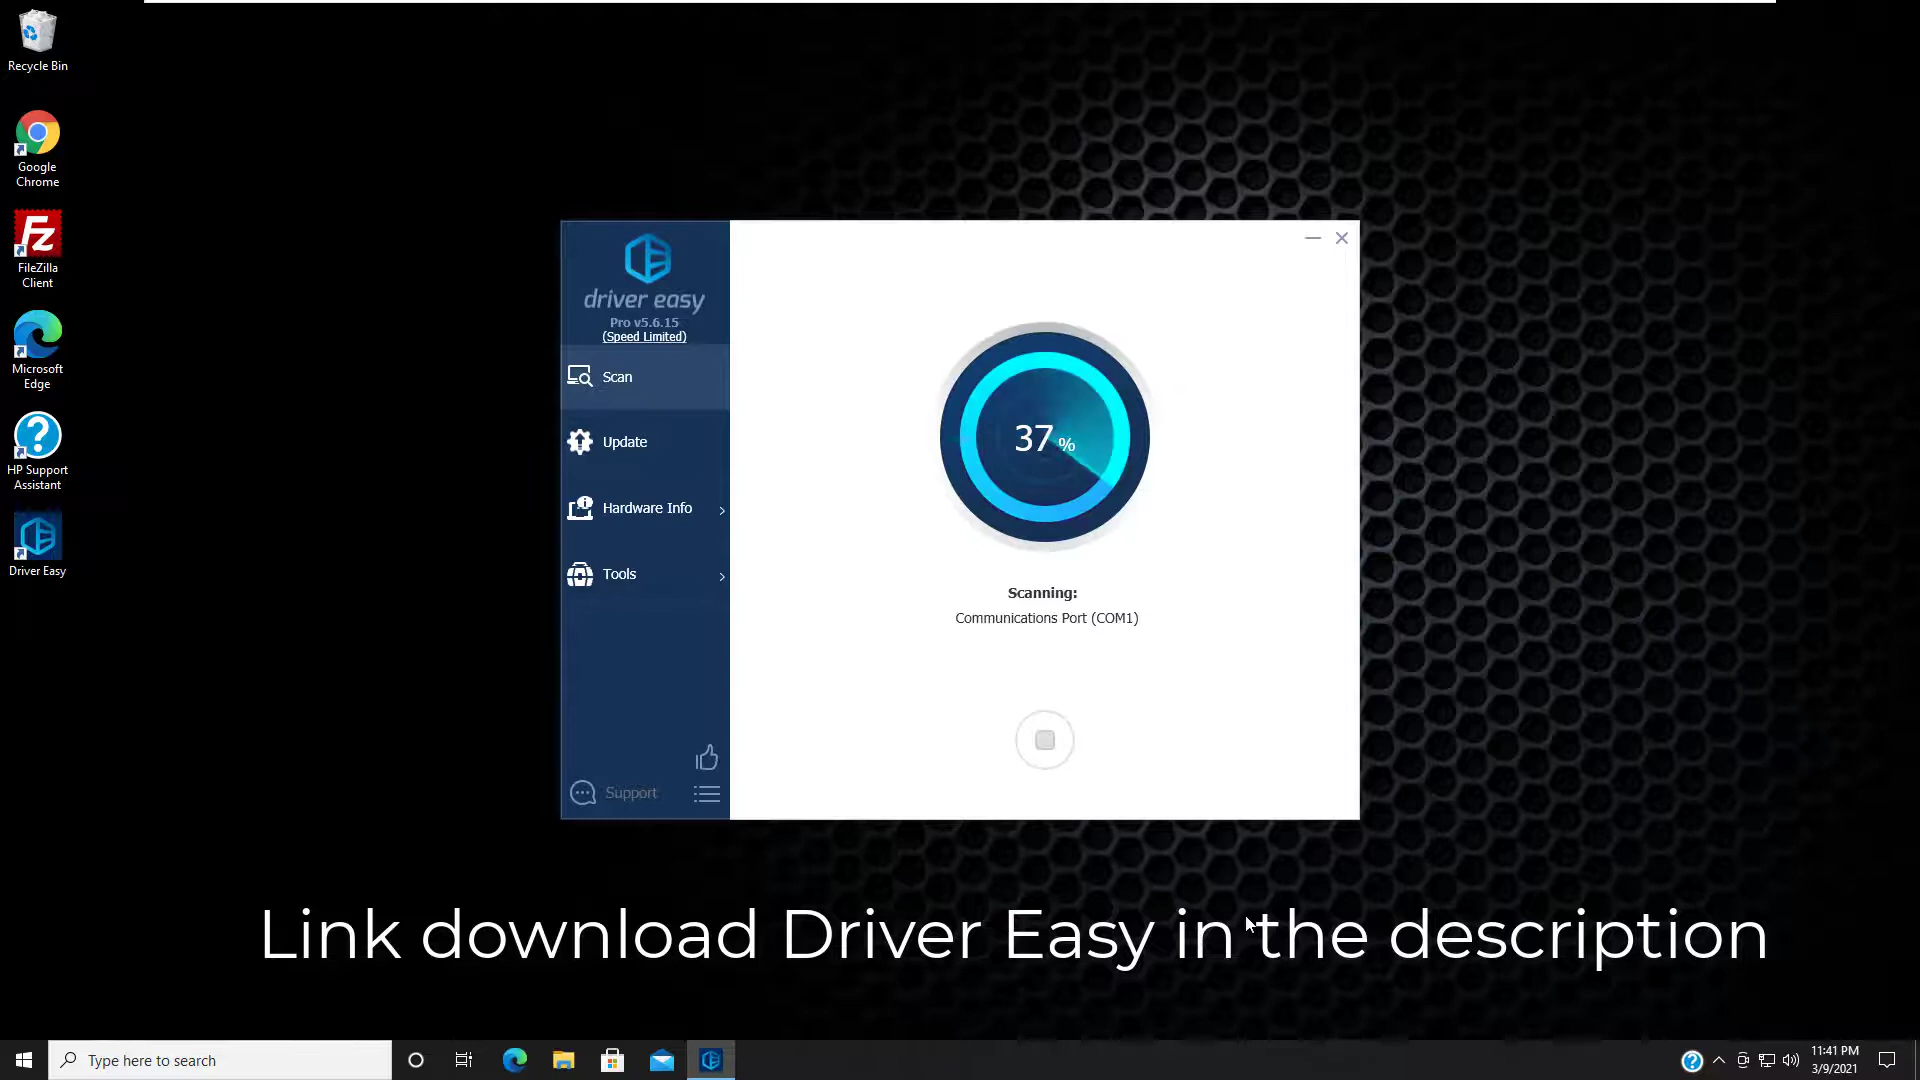 Recycle Bin
Google
Chrome
FileZilla
Client
Microsoft
Edge
HP Support
Assistant
Driver Easy
driver easy
Pro v5.6.15
(Speed Limited)
Scan
Update
Hardware Info
Tools
Support
37 %
Scanning:
Communications Port (COM1)
Link download Driver Easy in the description
Type here to search
11:41 PM
3/9/2021